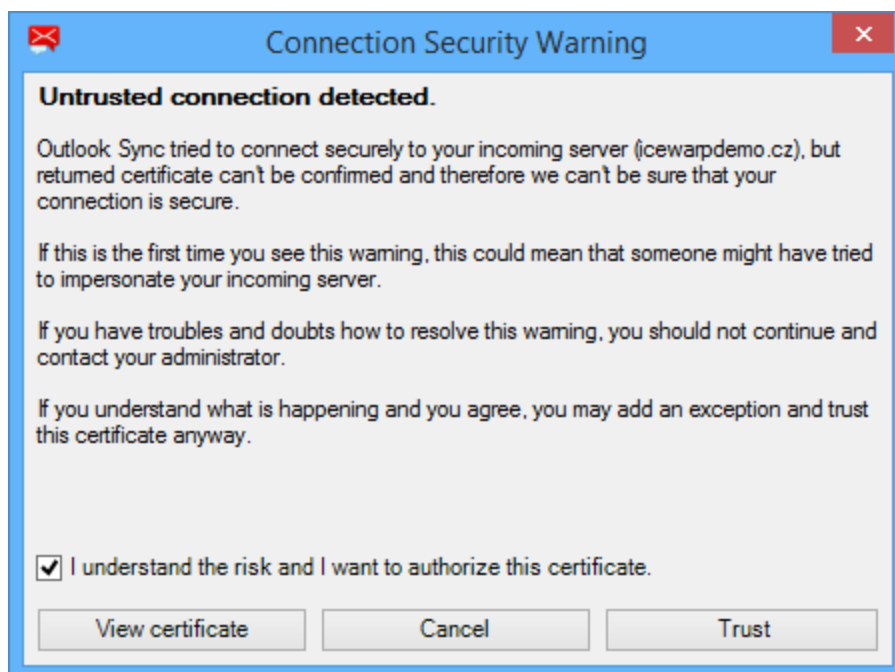 Connection Security Warning
Untrusted connection detected.
Outlook Sync tried to connect securely to your incoming server (icewarpdemo.cz), but
returned certificate can't be confirmed and therefore we can't be sure that your
connection is secure.
If this is the first time you see this warning, this could mean that someone might have tried
to impersonate your incoming server.
If you have troubles and doubts how to resolve this warning, you should not continue and
contact your administrator.
If you understand what is happening and you agree, you may add an exception and trust
this certificate anyway.
I understand the risk and I want to authorize this certificate.
View certificate
Cancel
Trust